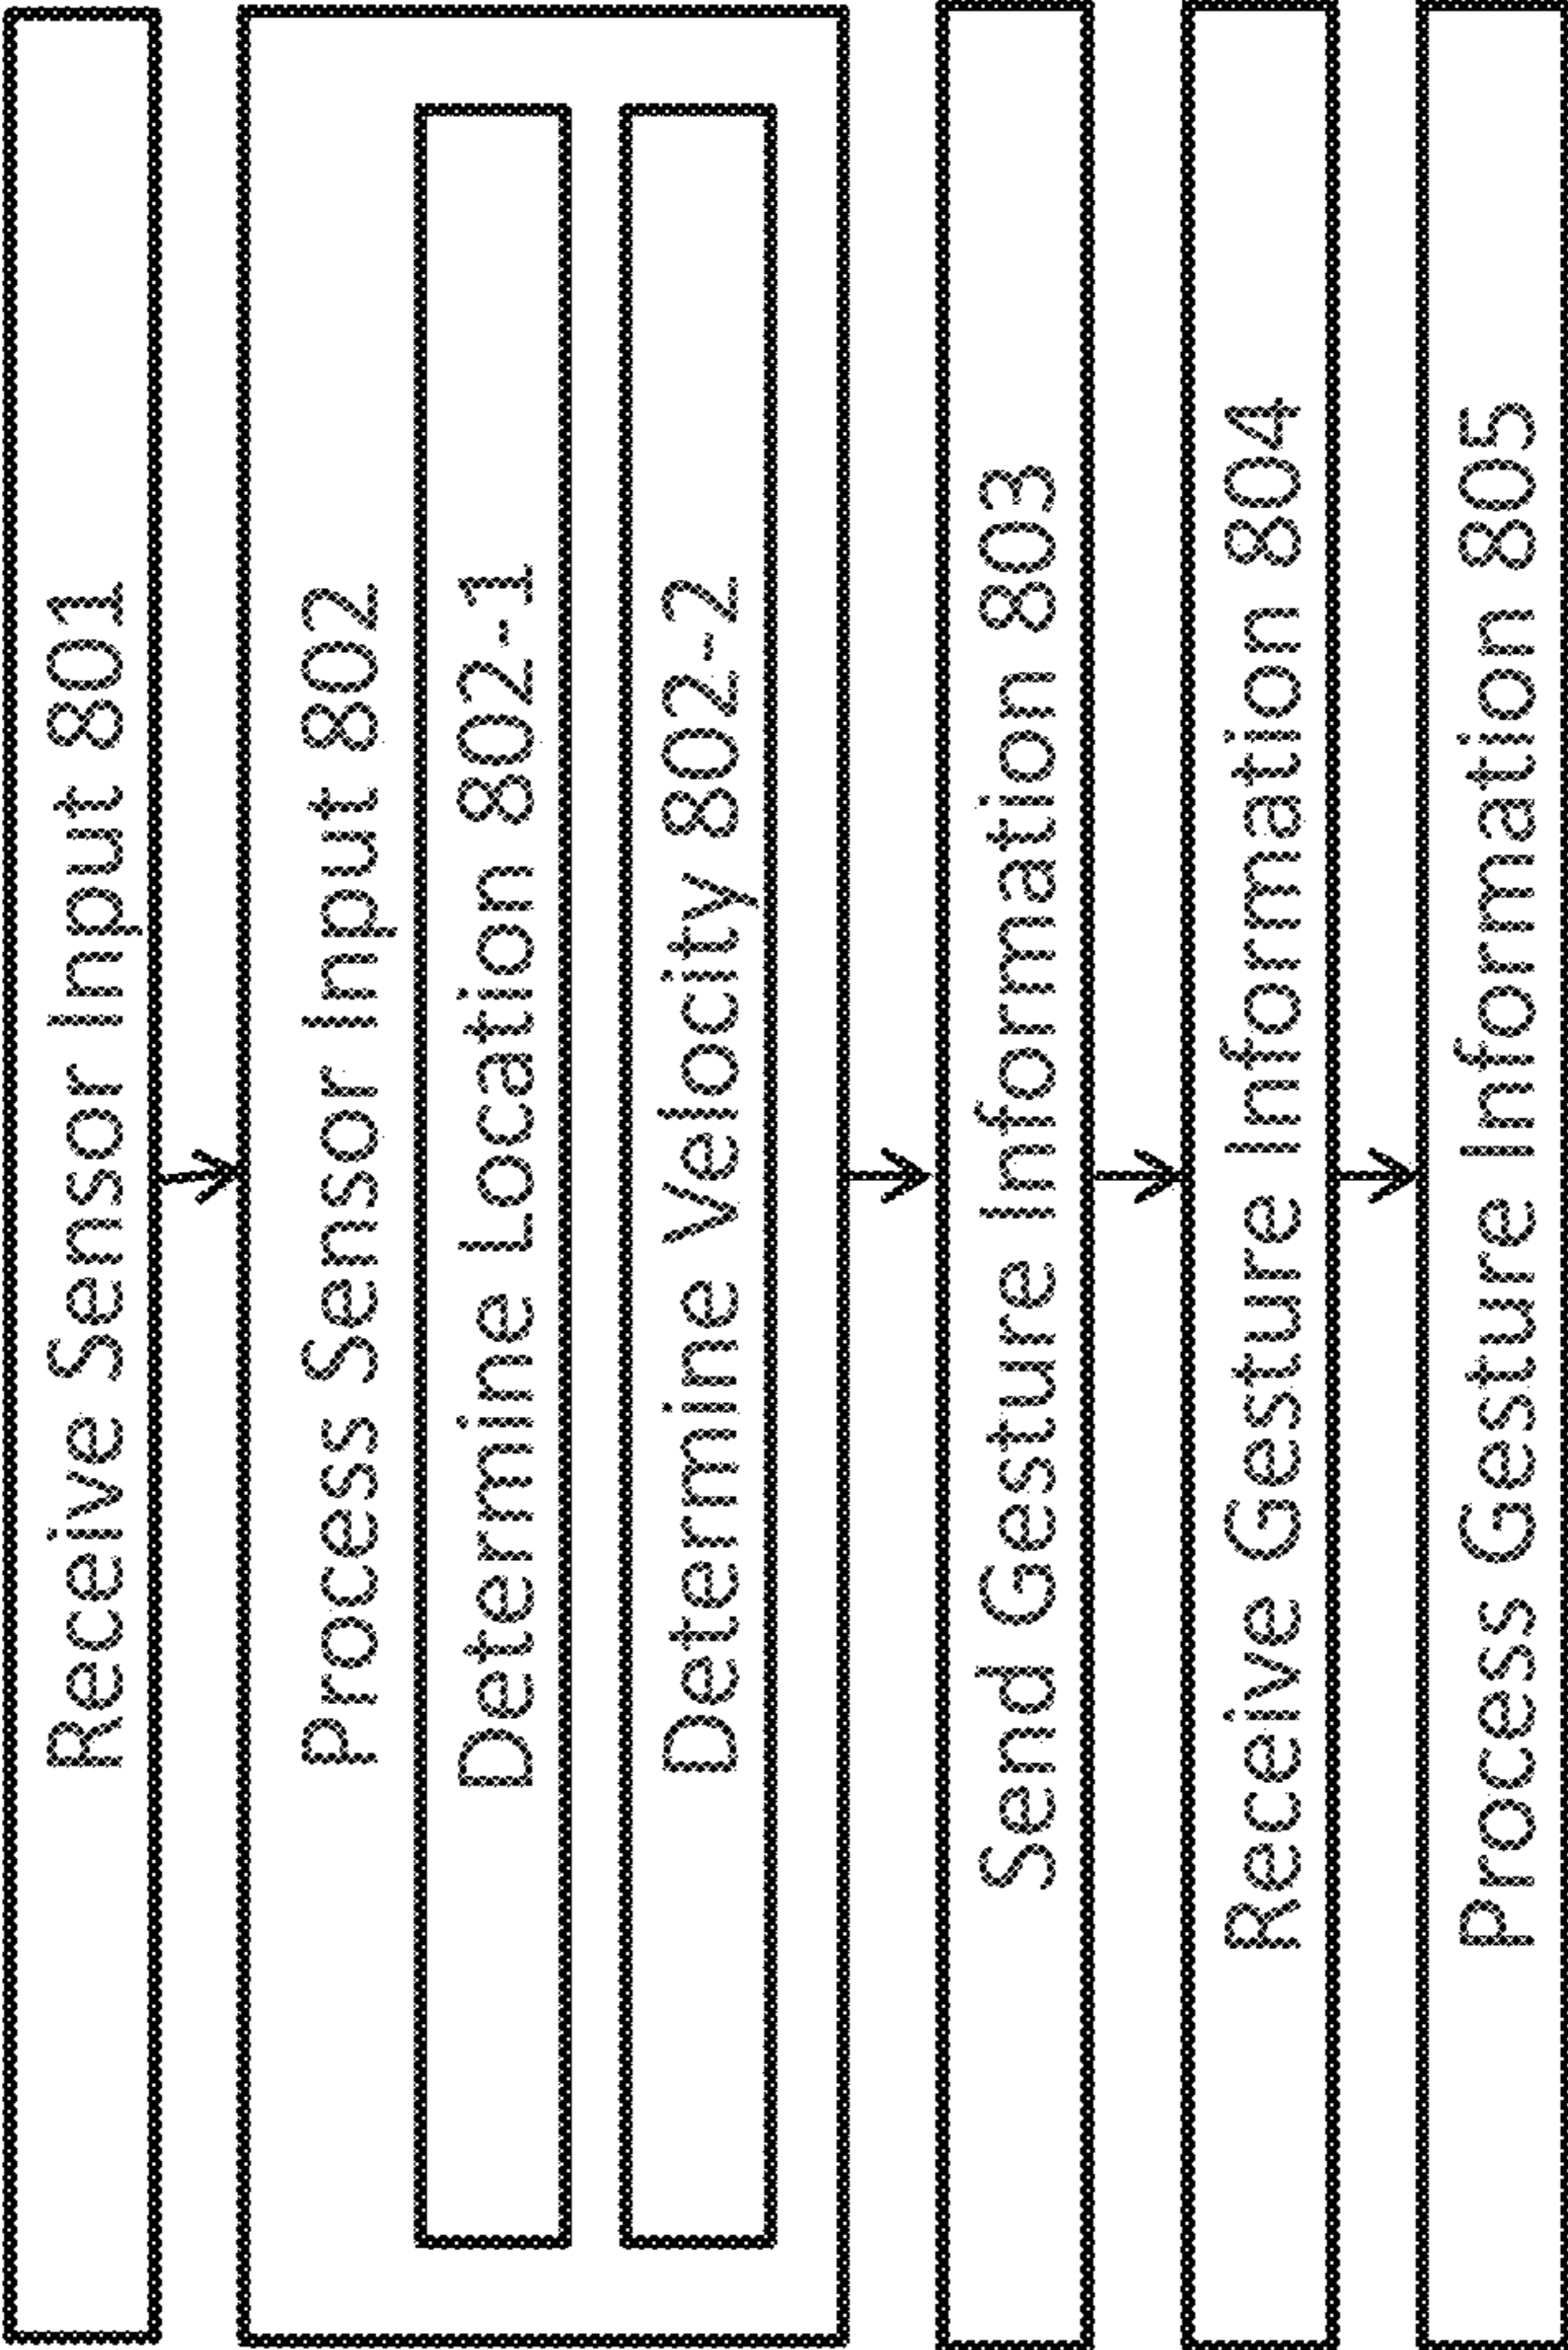 Receive Sensor Input 801
Process Sensor Input 802
Determine Location 802-1
Determine Velocity 802-2
Send Gesture Information 803
Receive Gesture Information 804
Process Gesture Information 805